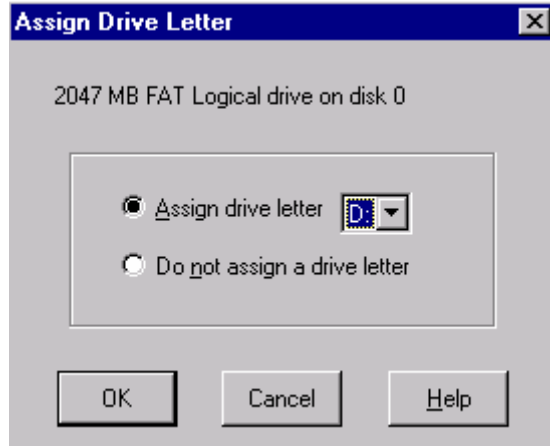 Assign Drive Letter
2047 MB FAT Logical drive on disk 0
Assign drive letter D:
Do not assign a drive letter
OK Cancel Help